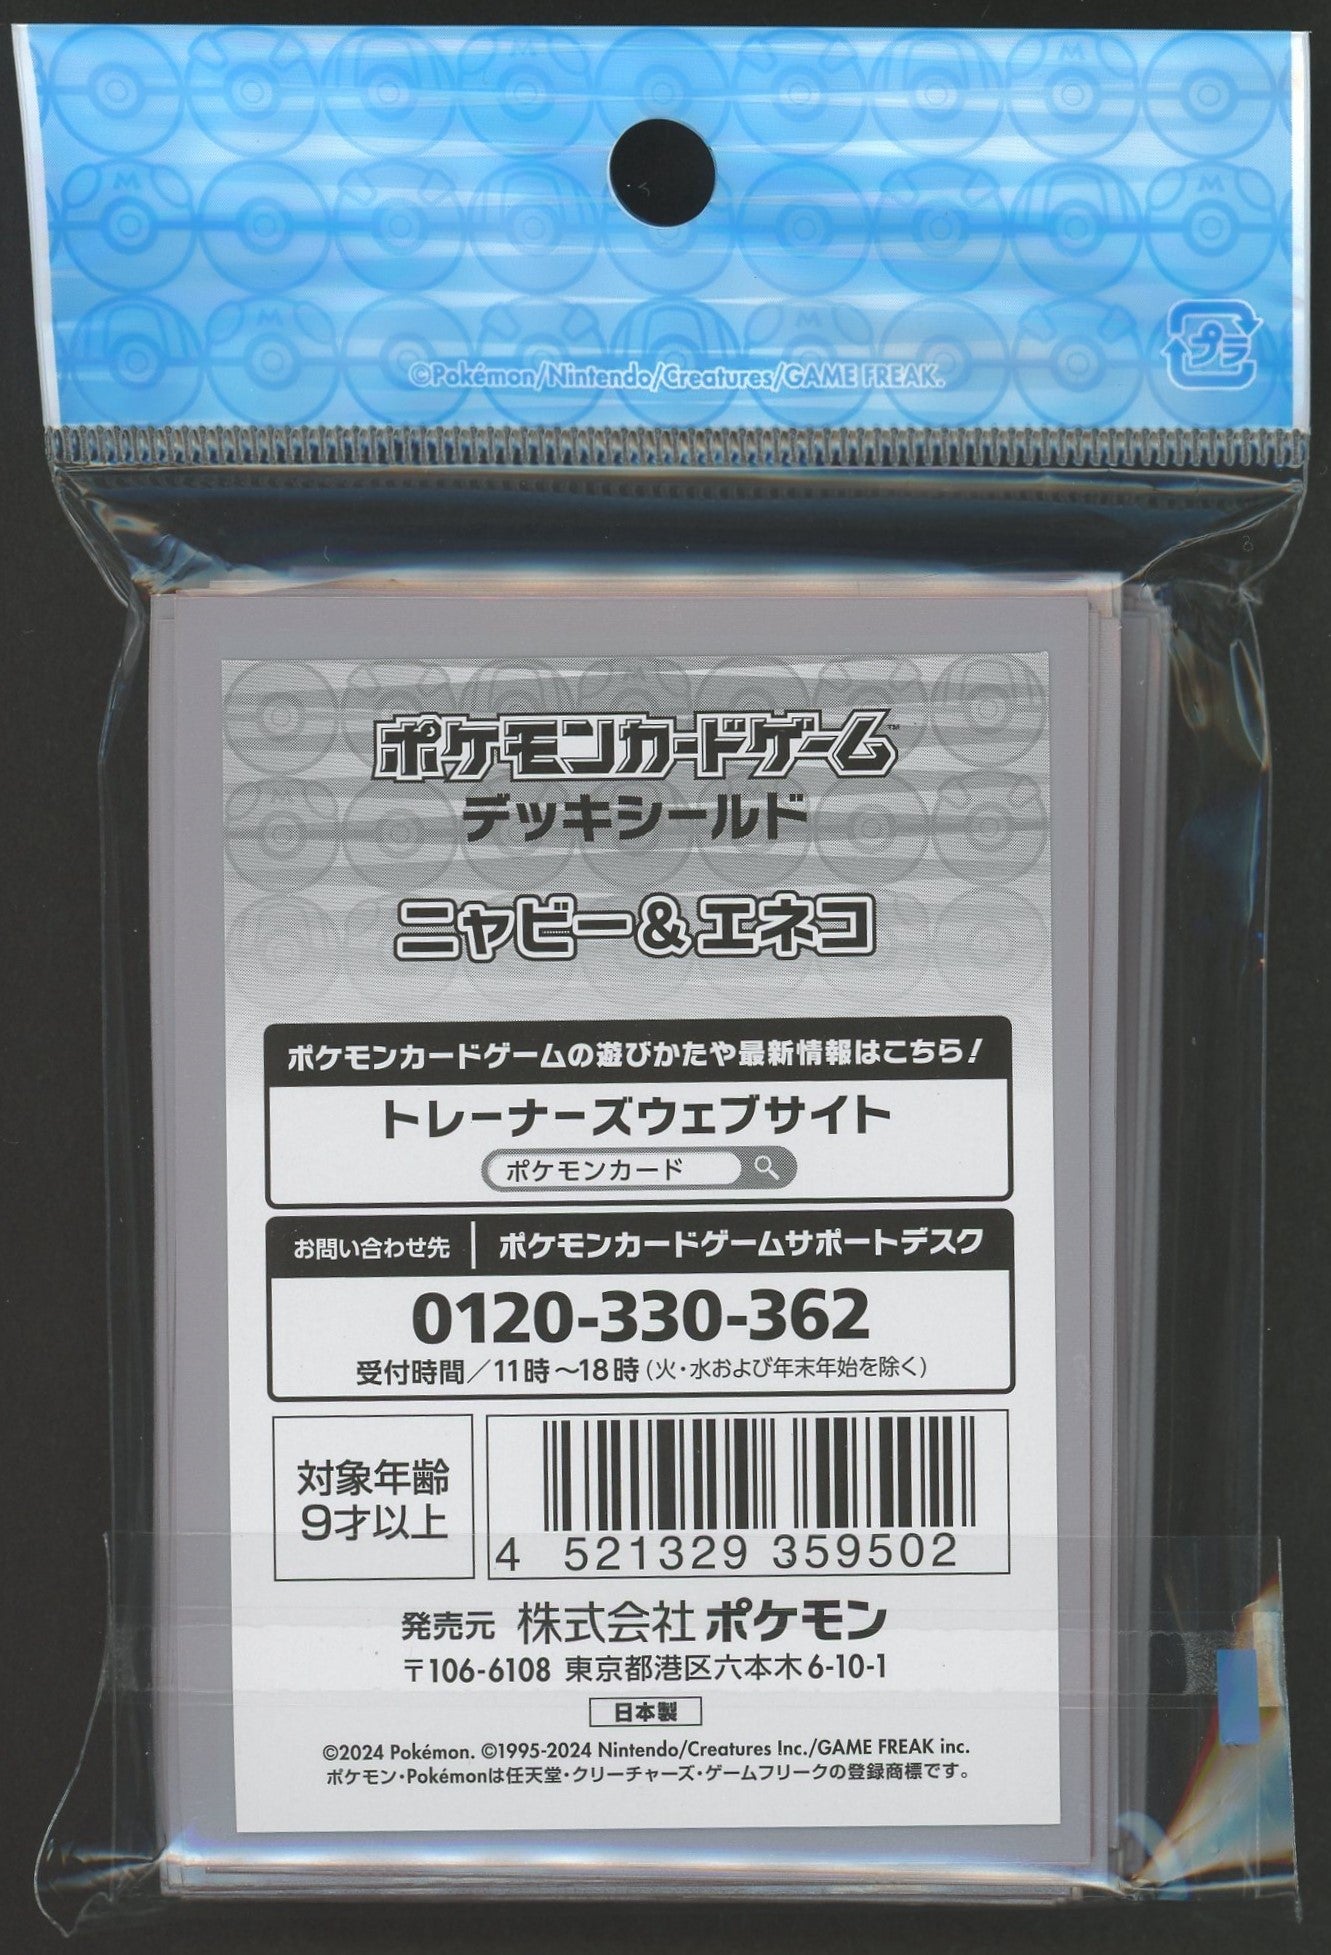 ©Pokémon/Nintendo/Creatures/GAME FREAK.
プラ
ポケモンカードゲーム™
デッキシールド
ニャビー&エネコ
ポケモンカードゲームの遊びかたや最新情報はこちら!
トレーナーズウェブサイト
ポケモンカード
お問い合わせ先 | ポケモンカードゲームサポートデスク
0120-330-362
受付時間／11時～18時（火・水および年末年始を除く）
対象年齢
9才以上
4 521329 359502
発売元 株式会社ポケモン
〒106-6108 東京都港区六本木6-10-1
日本製
©2024 Pokémon. ©1995-2024 Nintendo/Creatures Inc./GAME FREAK inc.
ポケモン・Pokémonは任天堂・クリーチャーズ・ゲームフリークの登録商標です。